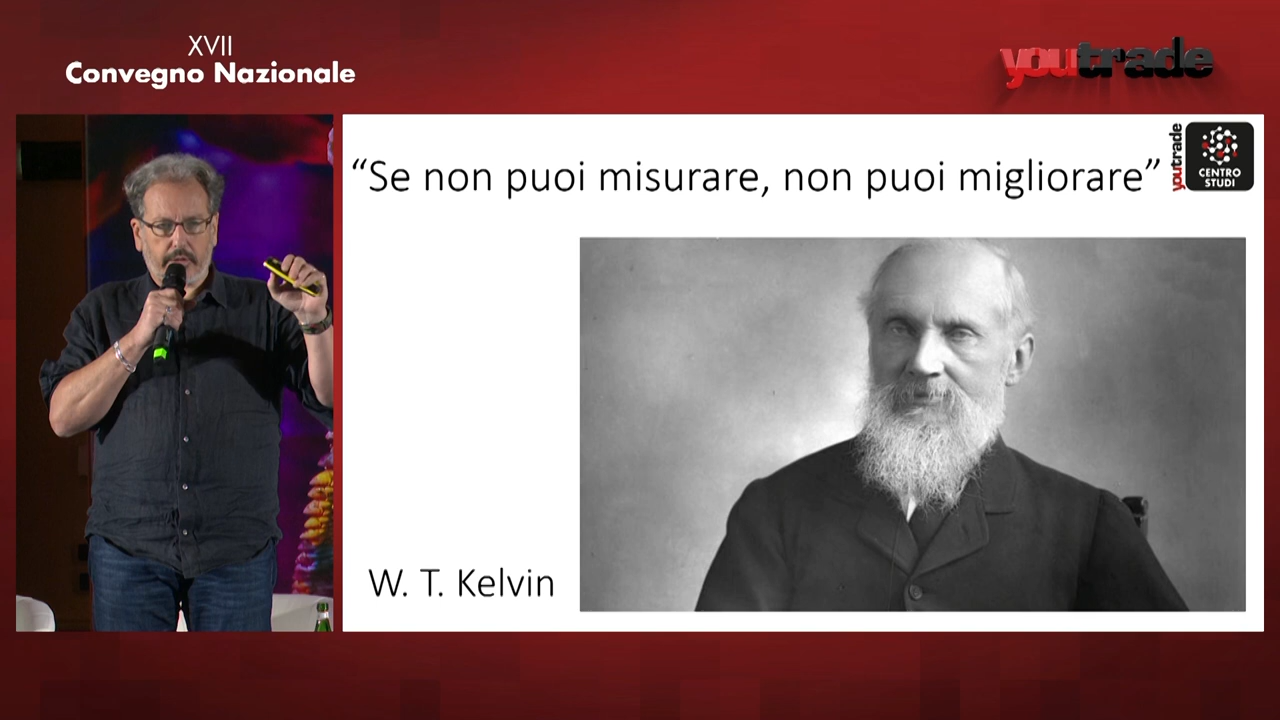 XVII
Convegno Nazionale
youtrade
“Se non puoi misurare, non puoi migliorare”
youtrade
CENTRO
STUDI
W. T. Kelvin